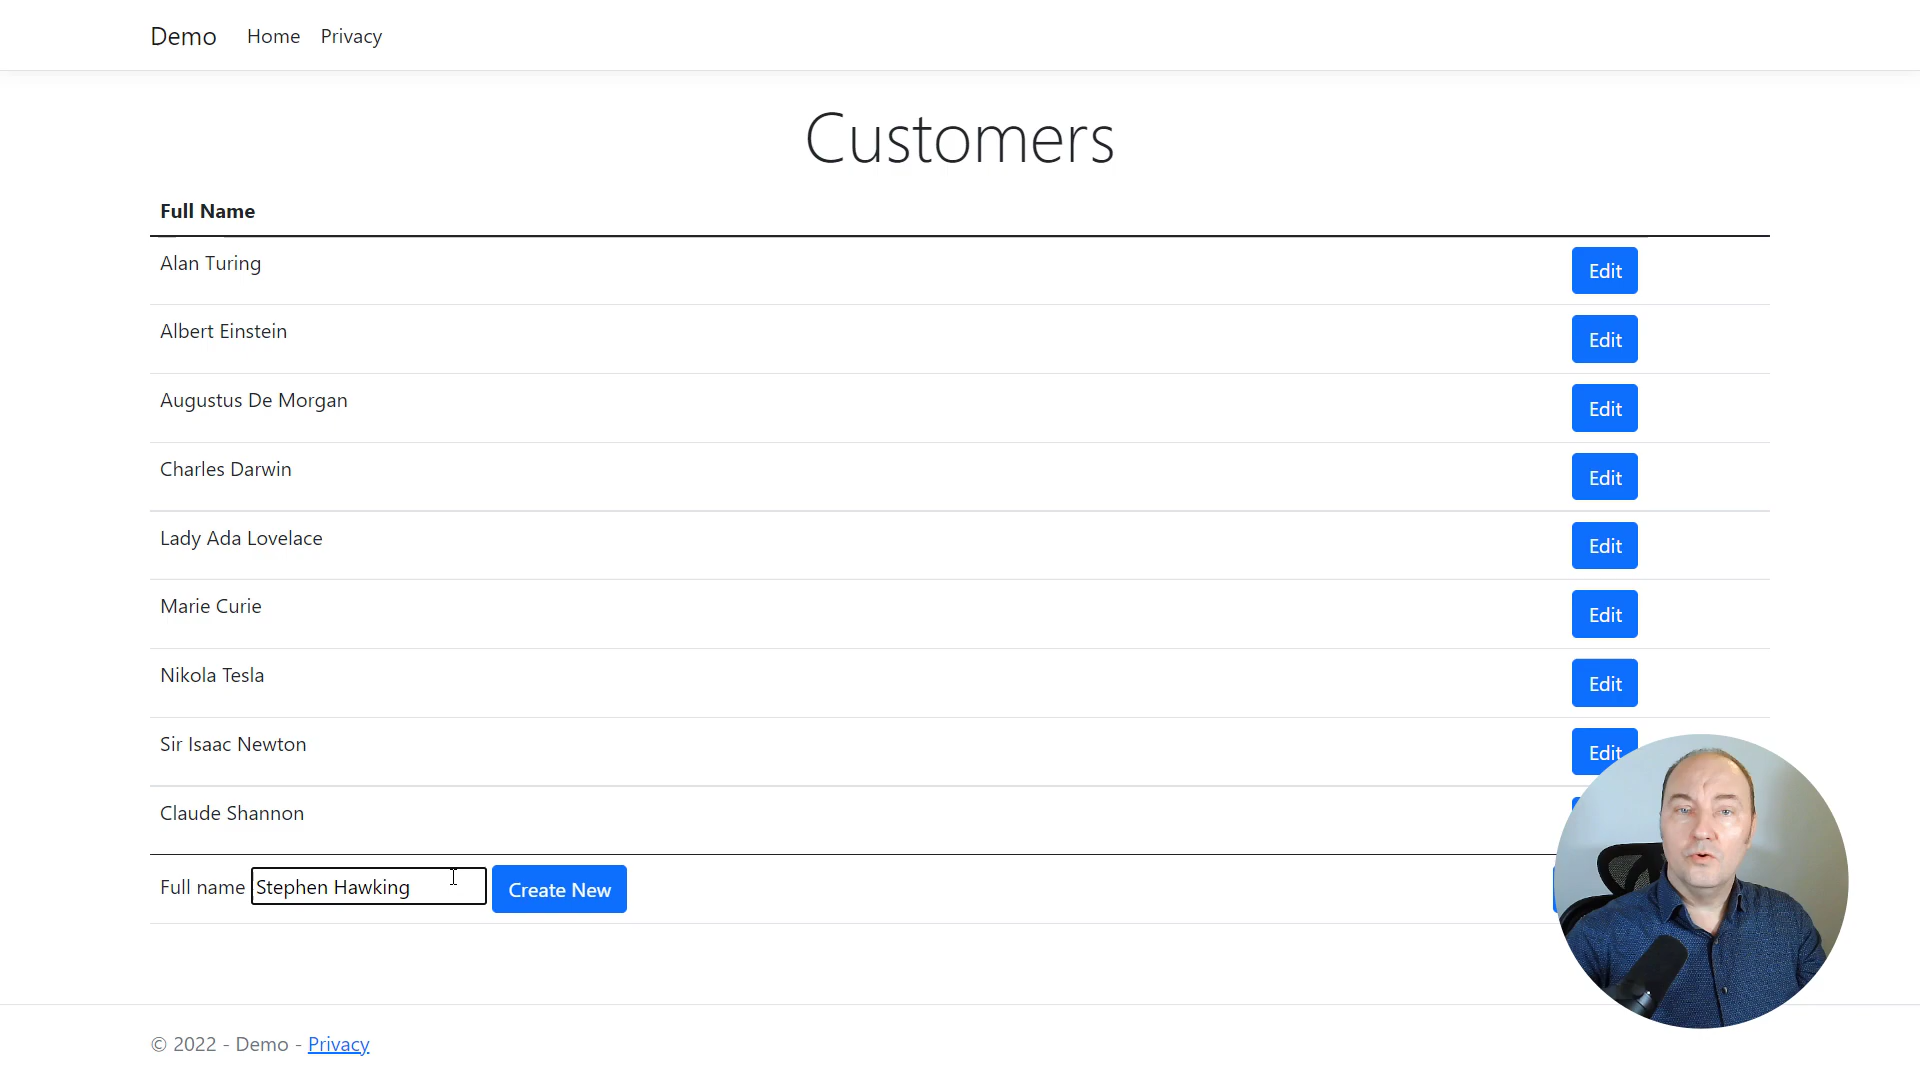 Demo Home Privacy
Customers
Full Name
Alan Turing Edit
Albert Einstein Edit
Augustus De Morgan Edit
Charles Darwin Edit
Lady Ada Lovelace Edit
Marie Curie Edit
Nikola Tesla Edit
Sir Isaac Newton Edit
Claude Shannon
Full name Stephen Hawking Create New
© 2022 - Demo - Privacy